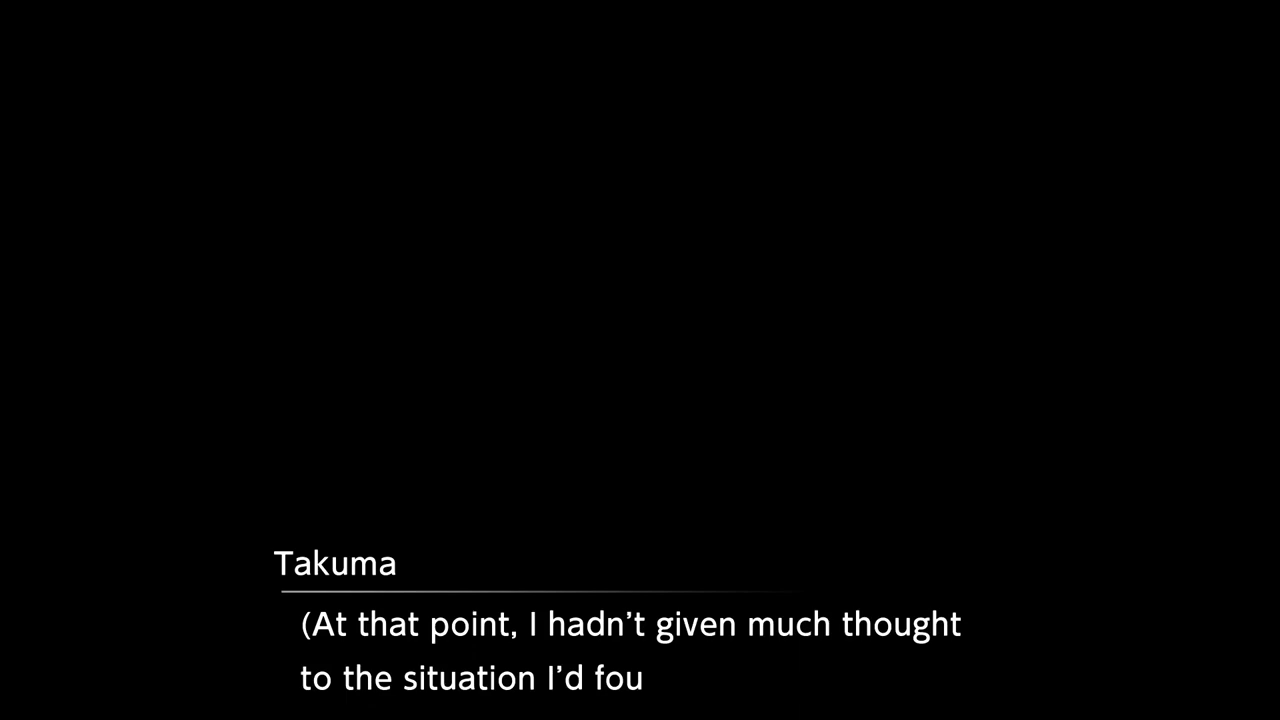 Takuma
(At that point, I hadn’t given much thought
to the situation I’d fou